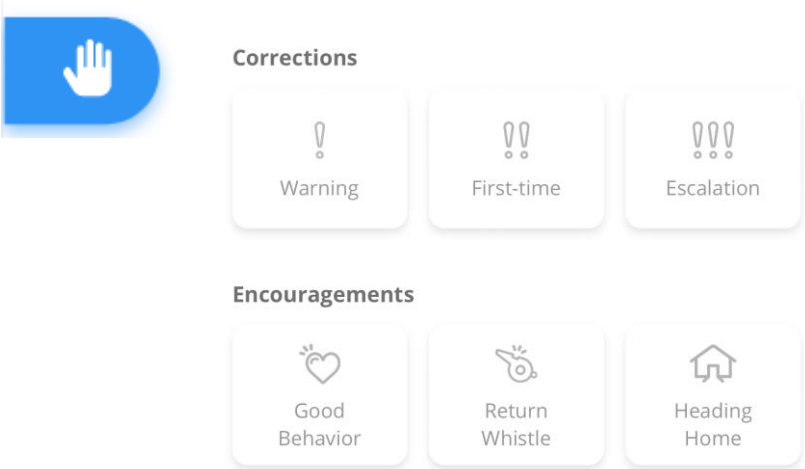 Corrections
Warning
First-time
Escalation
Encouragements
Good
Behavior
Return
Whistle
Heading
Home